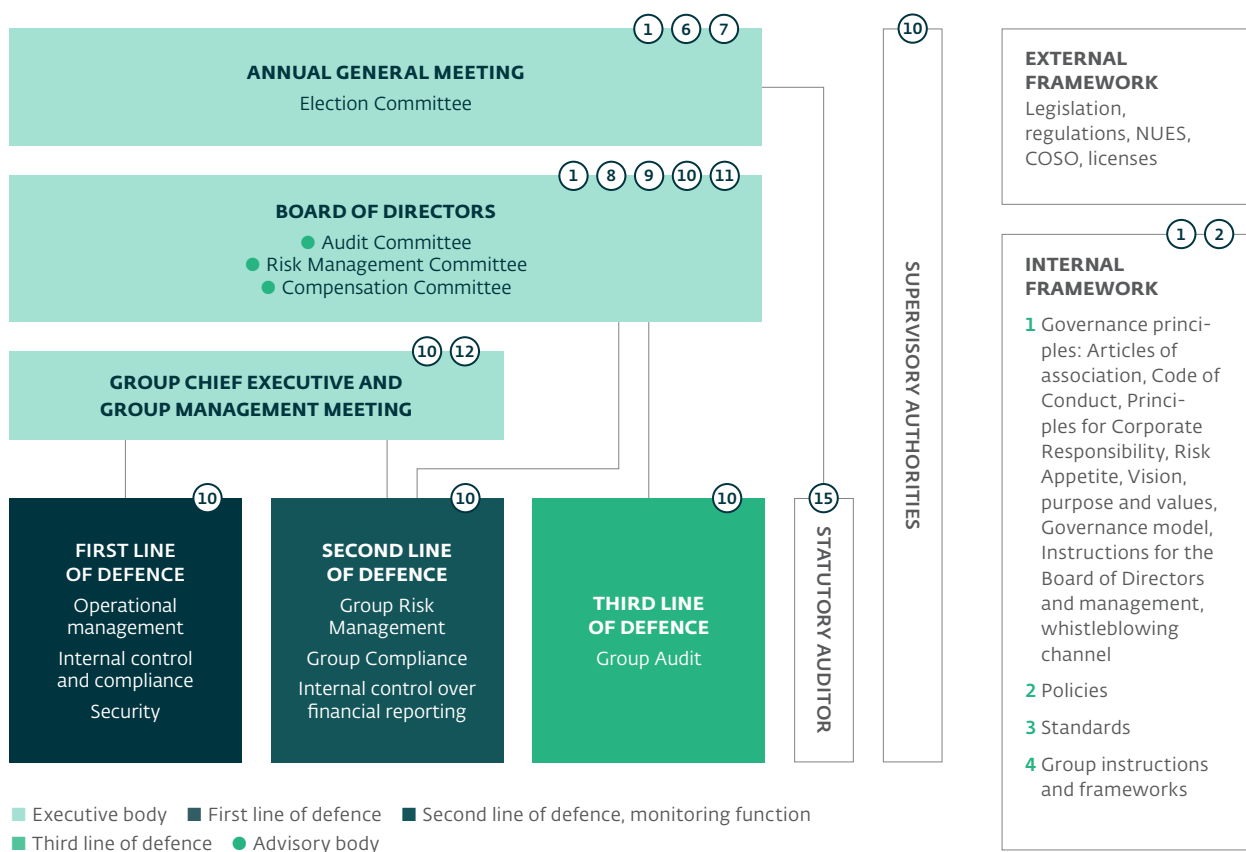 1 6 7
ANNUAL GENERAL MEETING
Election Committee
1 8 9 10 11
BOARD OF DIRECTORS
Audit Committee
Risk Management Committee
Compensation Committee
10 12
GROUP CHIEF EXECUTIVE AND
GROUP MANAGEMENT MEETING
10
FIRST LINE
OF DEFENCE
Operational
management
Internal control
and compliance
Security
10
SECOND LINE
OF DEFENCE
Group Risk
Management
Group Compliance
Internal control over
financial reporting
10
THIRD LINE
OF DEFENCE
Group Audit
15
STATUTORY AUDITOR
10
SUPERVISORY AUTHORITIES
EXTERNAL
FRAMEWORK
Legislation,
regulations, NUES,
COSO, licenses
1 2
INTERNAL
FRAMEWORK
1 Governance princi-
ples: Articles of
association, Code of
Conduct, Princi-
ples for Corporate
Responsibility, Risk
Appetite, Vision,
purpose and values,
Governance model,
Instructions for the
Board of Directors
and management,
whistleblowing
channel
2 Policies
3 Standards
4 Group instructions
and frameworks
Executive body First line of defence Second line of defence, monitoring function
Third line of defence Advisory body